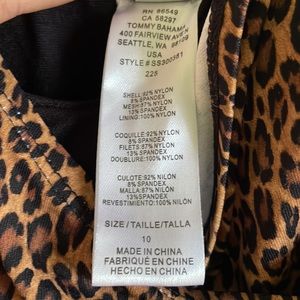 RN #86549
CA 58297
TOMMY BAHAMA
400 FAIRVIEW AVE N
SEATTLE, WA 98109
USA
STYLE #SS300381
225
SHELL:92% NYLON
8% SPANDEX
MESH:87% NYLON
13%SPANDEX
LINING:100% NYLON
COQUILLE:92% NYLON
8% SPANDEX
FILETS:87% NYLON
13% SPANDEX
DOUBLURE:100% NYLON
CULOTE:92% NILON
8% SPANDEX
MALLA:87% NILON
13%SPANDEX
REVESTIMIENTO:100% NILON
SIZE/TAILLE/TALLA
10
MADE IN CHINA
FABRIQUÉ EN CHINE
HECHO EN CHINA